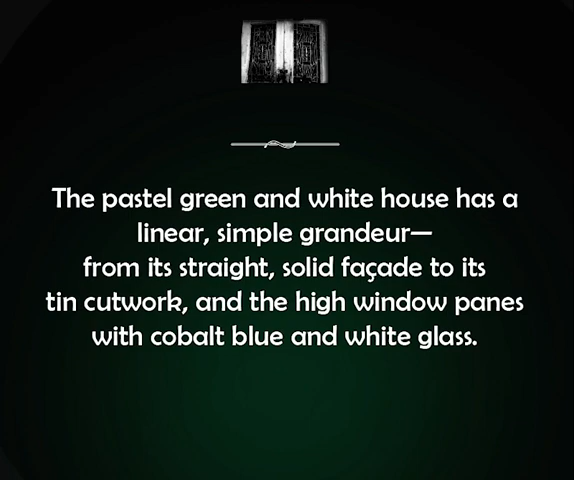 The pastel green and white house has a
linear, simple grandeur—
from its straight, solid façade to its
tin cutwork, and the high window panes
with cobalt blue and white glass.